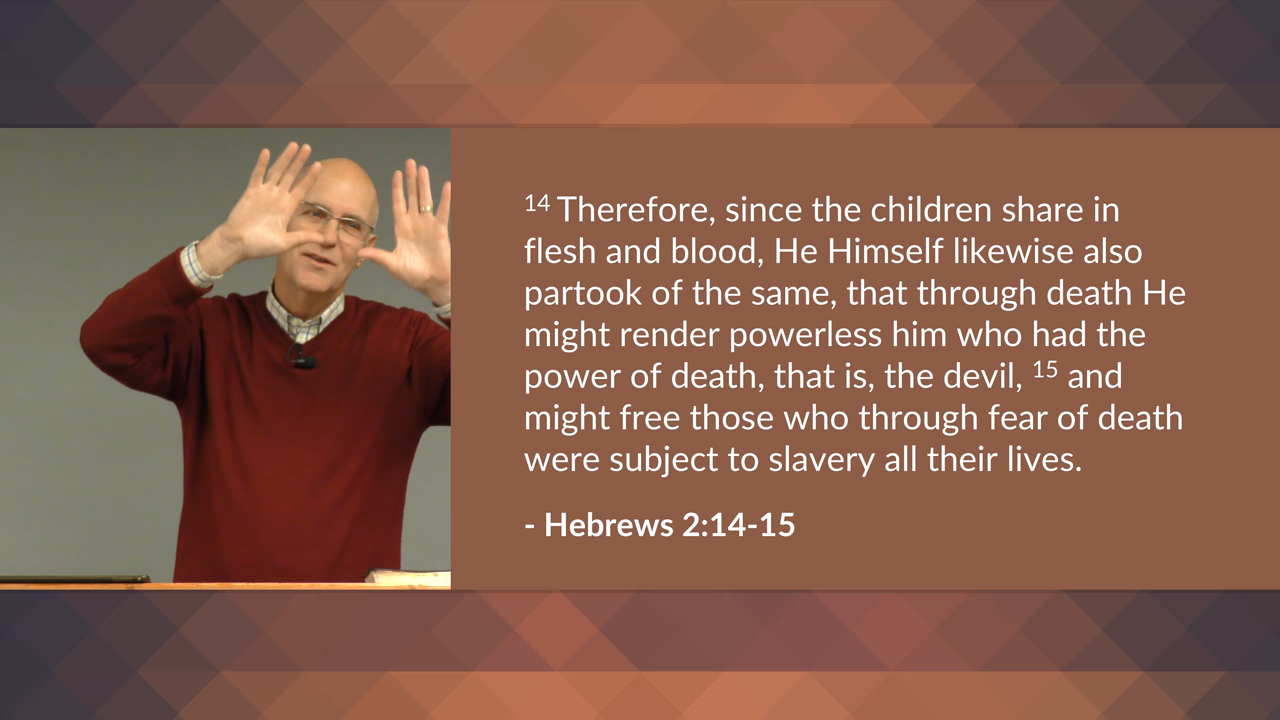 14 Therefore, since the children share in
flesh and blood, He Himself likewise also
partook of the same, that through death He
might render powerless him who had the
power of death, that is, the devil, 15 and
might free those who through fear of death
were subject to slavery all their lives.
- Hebrews 2:14-15